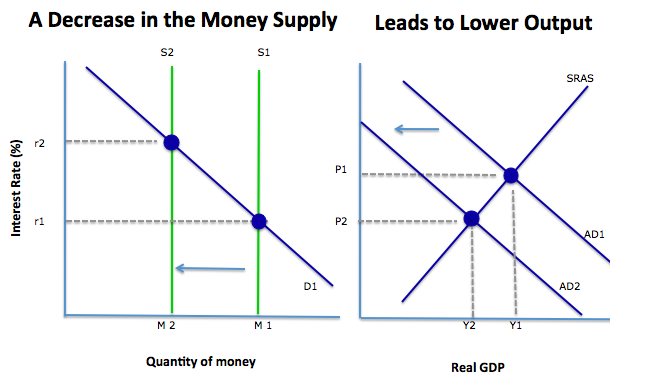 A Decrease in the Money Supply
Leads to Lower Output
S2
S1
SRAS
Interest Rate (%)
r2
r1
P1
P2
D1
AD1
AD2
M 2
M 1
Y2
Y1
Quantity of money
Real GDP